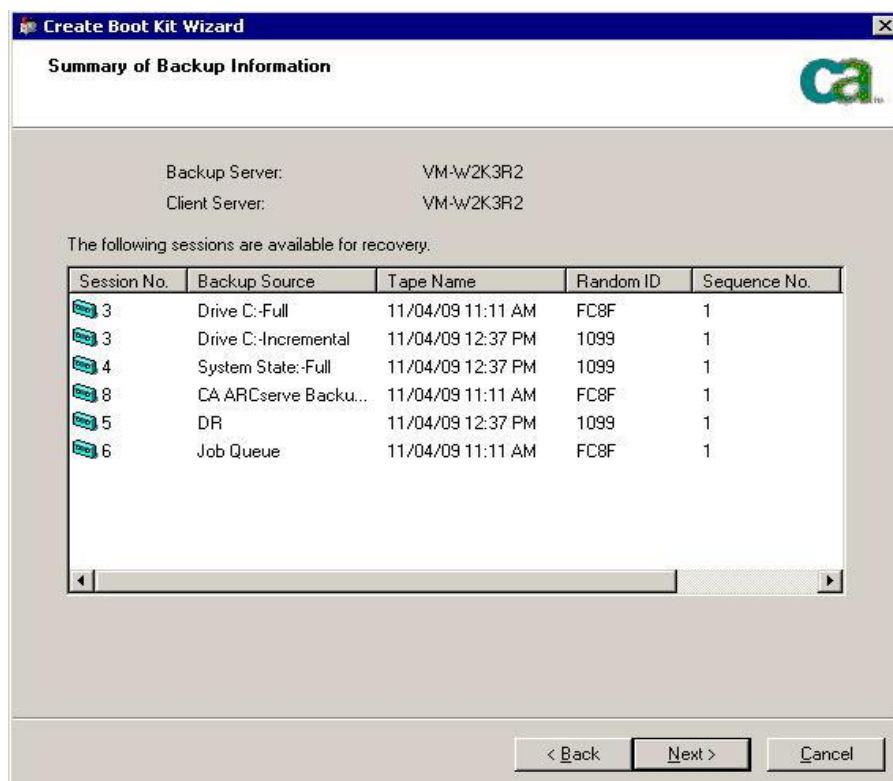 Create Boot Kit Wizard
Summary of Backup Information
ca
Backup Server: VM-W2K3R2
Client Server: VM-W2K3R2
The following sessions are available for recovery.
Session No. Backup Source Tape Name Random ID Sequence No.
3 Drive C:-Full 11/04/09 11:11 AM FC8F 1
3 Drive C:-Incremental 11/04/09 12:37 PM 1099 1
4 System State:-Full 11/04/09 12:37 PM 1099 1
8 CA ARCserve Backu... 11/04/09 11:11 AM FC8F 1
5 DR 11/04/09 12:37 PM 1099 1
6 Job Queue 11/04/09 11:11 AM FC8F 1
< Back Next > Cancel